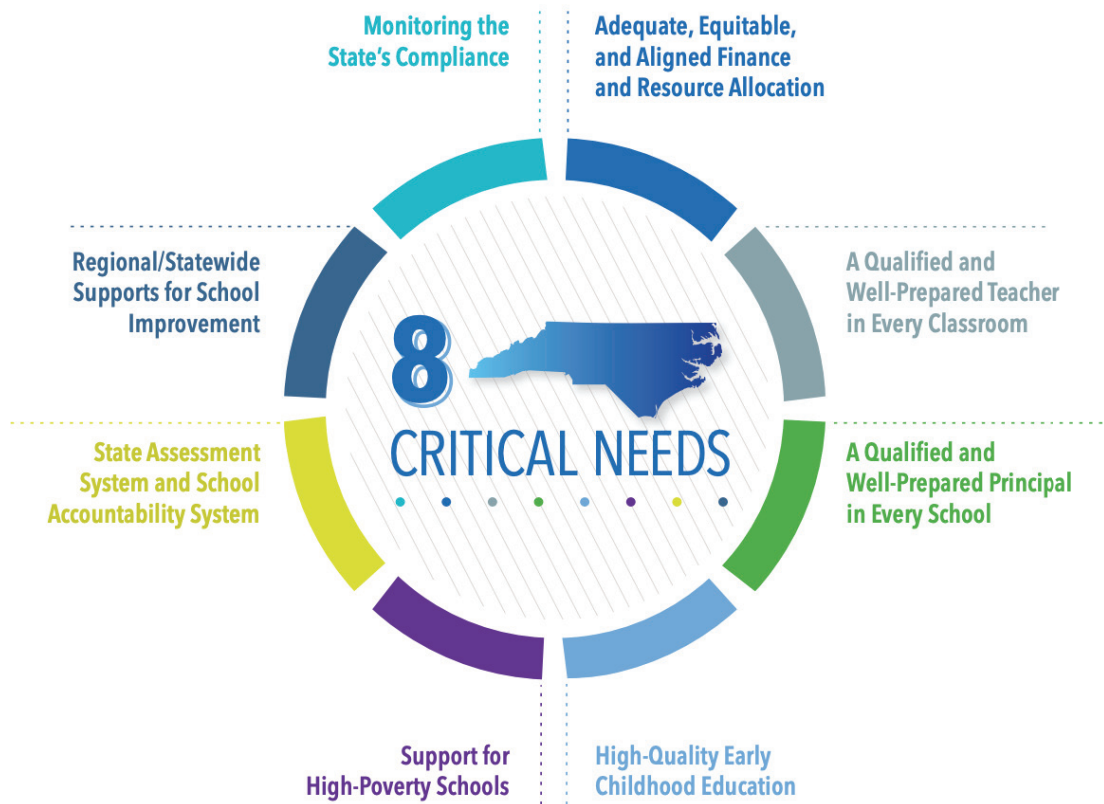 Monitoring the
State's Compliance
Adequate, Equitable,
and Aligned Finance
and Resource Allocation
Regional/Statewide
Supports for School
Improvement
A Qualified and
Well-Prepared Teacher
in Every Classroom
8
CRITICAL NEEDS
State Assessment
System and School
Accountability System
A Qualified and
Well-Prepared Principal
in Every School
Support for
High-Poverty Schools
High-Quality Early
Childhood Education